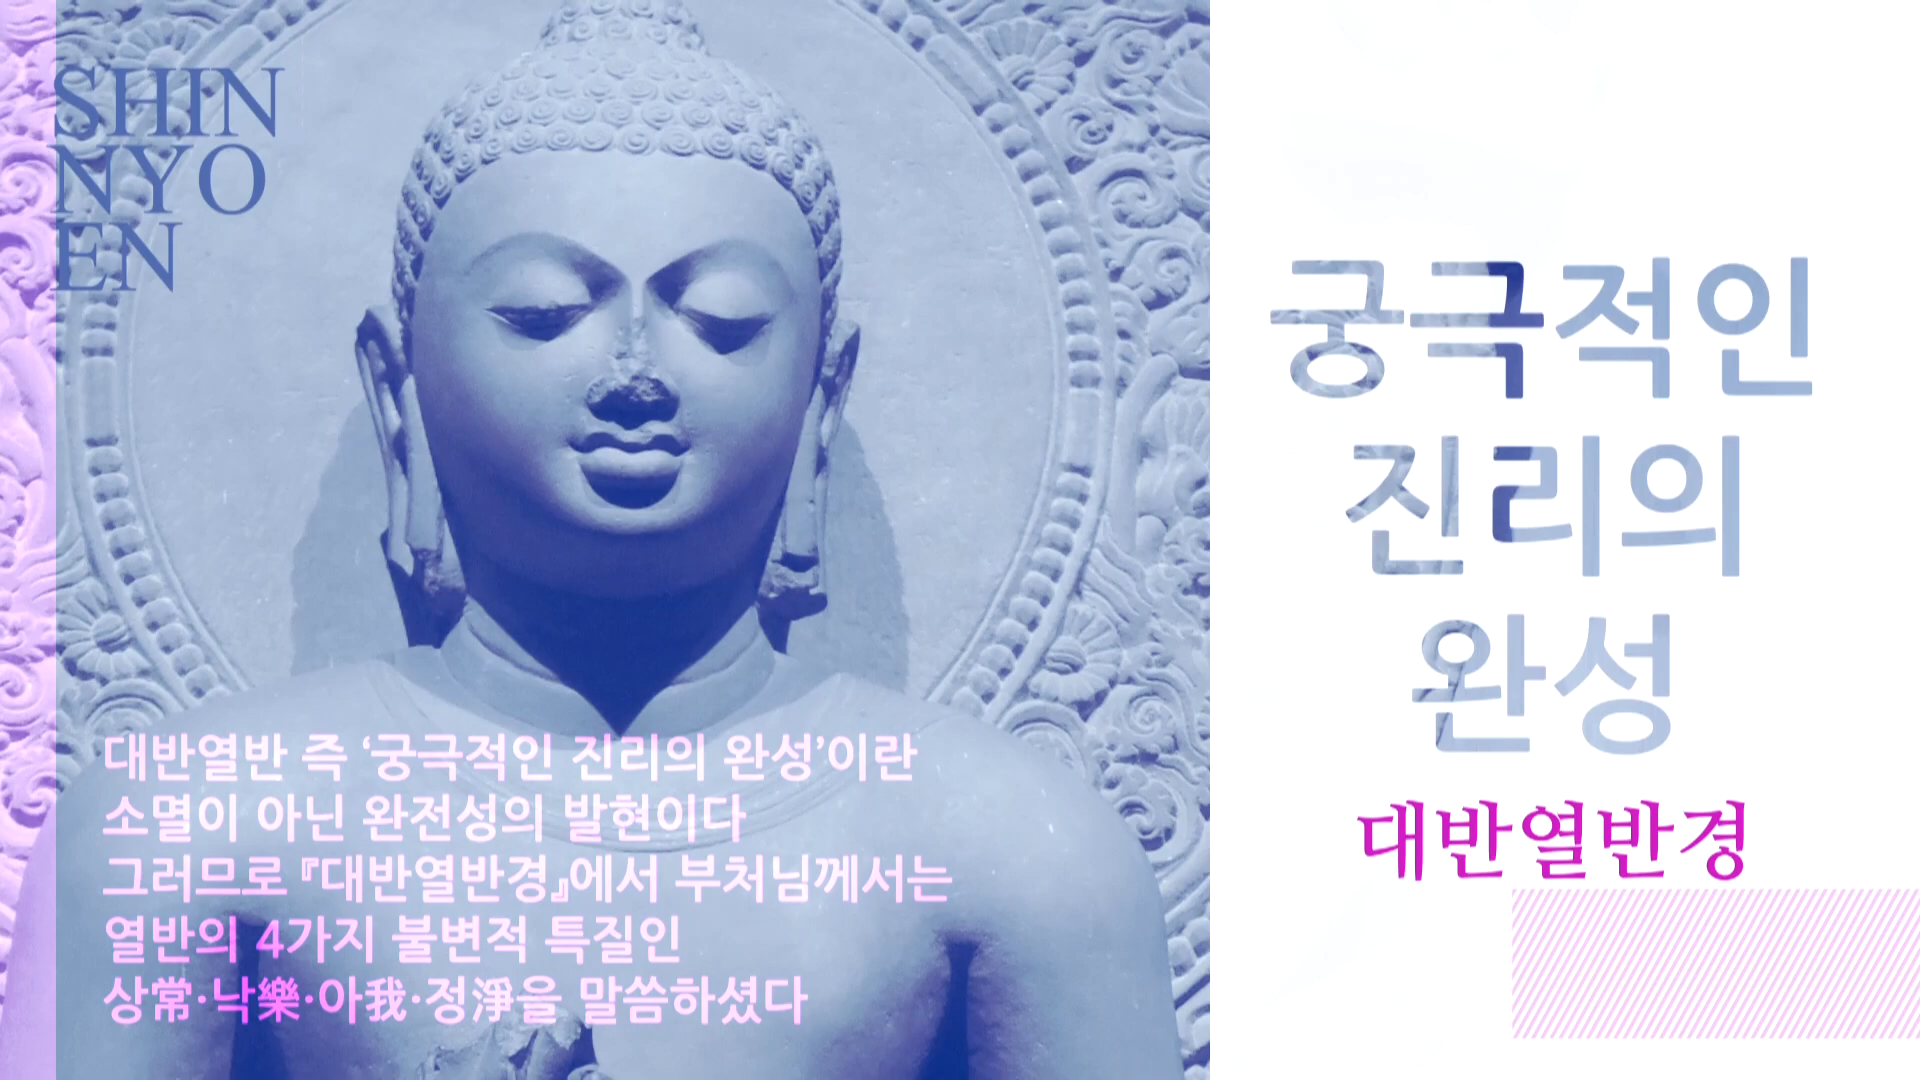 SHIN
NYO
EN
대반열반 즉 ‘궁극적인 진리의 완성’이란
소멸이 아닌 완전성의 발현이다
그러므로 『대반열반경』에서 부처님께서는
열반의 4가지 불변적 특질인
상常·낙樂·아我·정淨을 말씀하셨다
궁극적인
진리의
완성
대반열반경